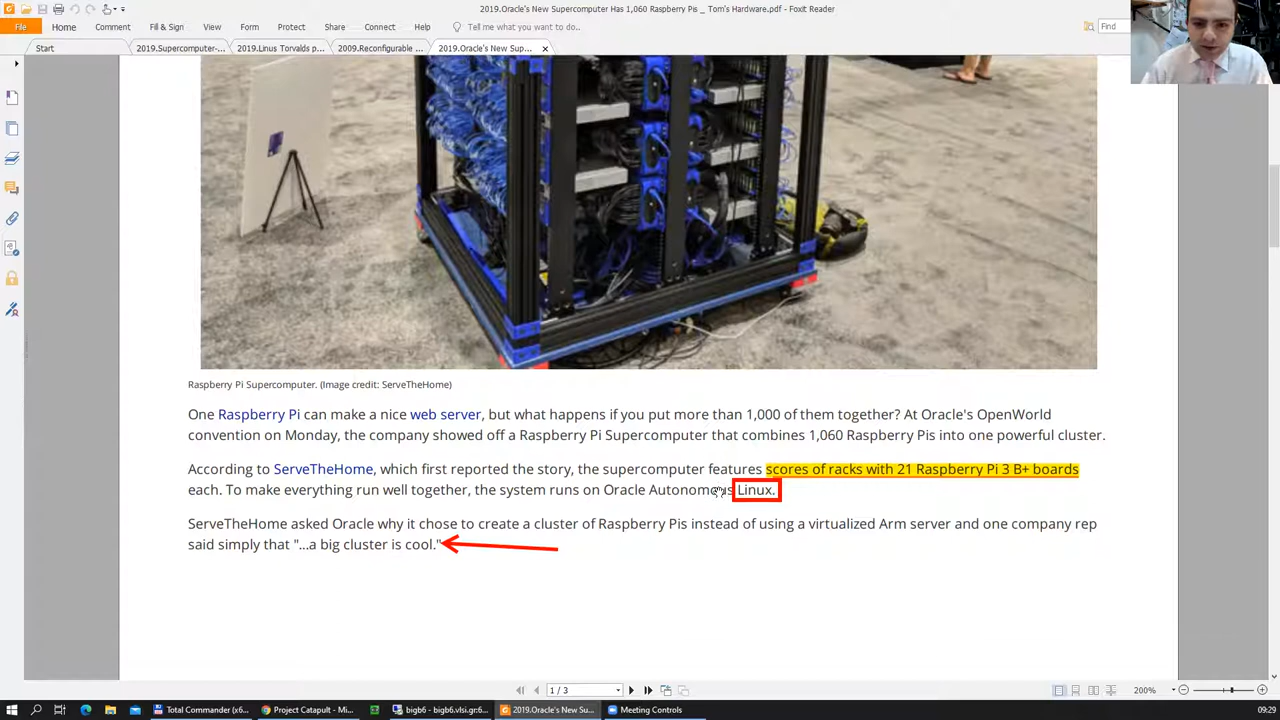 2019.Oracle's New Supercomputer Has 1,060 Raspberry Pis _ Tom's Hardware.pdf - Foxit Reader
File Home Fill & Sign View Form Protect Share Connect Help Tell me what you want to do... Find
Start 2019.Supercomputer-... 2019.Linus Torvalds p... 2009.Reconfigurable ... 2019.Oracle's New Sup...
Raspberry Pi Supercomputer. (Image credit: ServeTheHome)
One Raspberry Pi can make a nice web server, but what happens if you put more than 1,000 of them together? At Oracle's OpenWorld
convention on Monday, the company showed off a Raspberry Pi Supercomputer that combines 1,060 Raspberry Pis into one powerful cluster.
According to ServeTheHome, which first reported the story, the supercomputer features scores of racks with 21 Raspberry Pi 3 B+ boards
each. To make everything run well together, the system runs on Oracle Autonomous Linux.
ServeTheHome asked Oracle why it chose to create a cluster of Raspberry Pis instead of using a virtualized Arm server and one company rep
said simply that "...a big cluster is cool."
1 / 3 200%
Total Commander (x6... Project Catapult - Mi... bigb6 - bigb6.vlsi.gr:6... 2019.Oracle's New Su... Meeting Controls 09:29